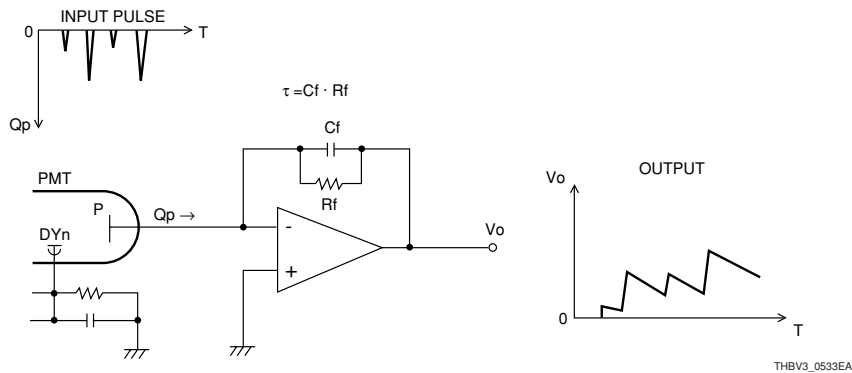 INPUT PULSE
0
T
Qp
τ =Cf · Rf
Cf
Rf
PMT
P
Qp →
DYn
-
+
Vo
OUTPUT
Vo
0
T
THBV3_0533EA